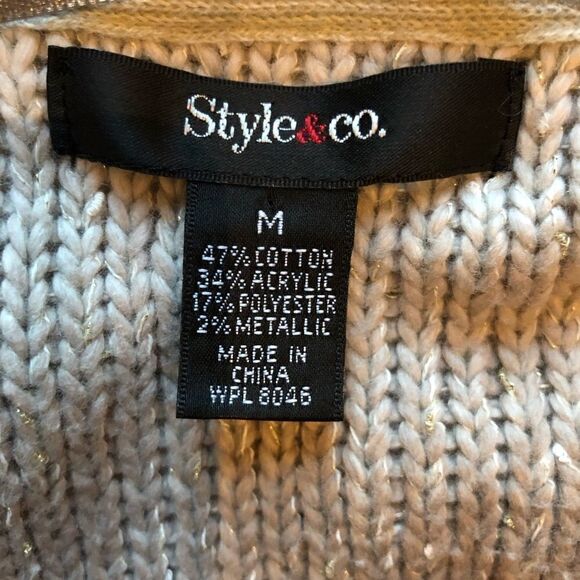 Style&co.
M
47% COTTON
34% ACRYLIC
17% POLYESTER
2% METALLIC
MADE IN
CHINA
WPL 8046